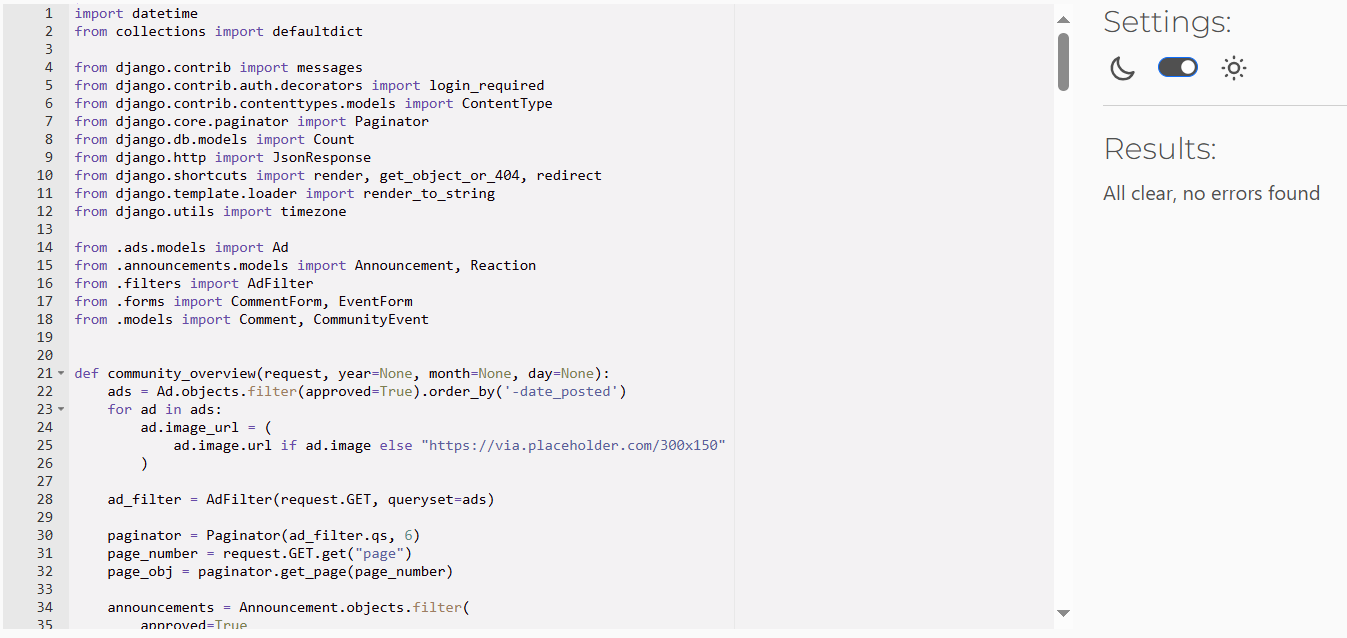 1 import datetime
2 from collections import defaultdict
3
4 from django.contrib import messages
5 from django.contrib.auth.decorators import login_required
6 from django.contrib.contenttypes.models import ContentType
7 from django.core.paginator import Paginator
8 from django.db.models import Count
9 from django.http import JsonResponse
10 from django.shortcuts import render, get_object_or_404, redirect
11 from django.template.loader import render_to_string
12 from django.utils import timezone
13
14 from .ads.models import Ad
15 from .announcements.models import Announcement, Reaction
16 from .filters import AdFilter
17 from .forms import CommentForm, EventForm
18 from .models import Comment, CommunityEvent
19
20
21 def community_overview(request, year=None, month=None, day=None):
22     ads = Ad.objects.filter(approved=True).order_by('-date_posted')
23     for ad in ads:
24         ad.image_url = (
25             ad.image.url if ad.image else "https://via.placeholder.com/300x150"
26         )
27
28     ad_filter = AdFilter(request.GET, queryset=ads)
29
30     paginator = Paginator(ad_filter.qs, 6)
31     page_number = request.GET.get("page")
32     page_obj = paginator.get_page(page_number)
33
34     announcements = Announcement.objects.filter(
35         approved=True
Settings:
Results:
All clear, no errors found